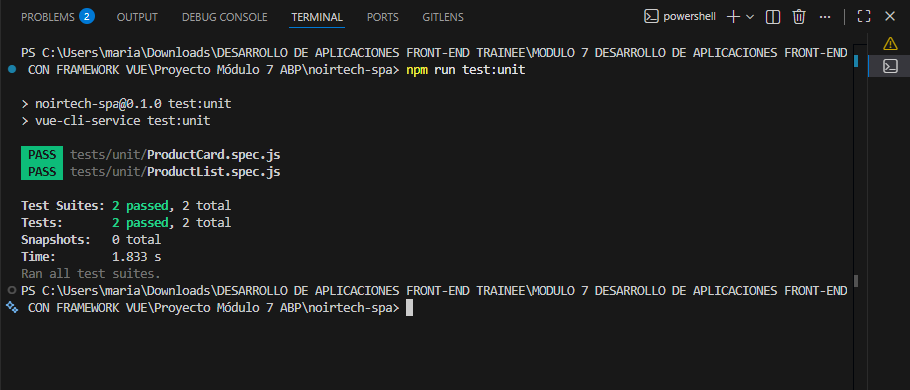 PROBLEMS 2 OUTPUT DEBUG CONSOLE TERMINAL PORTS GITLENS powershell
PS C:\Users\maria\Downloads\DESARROLLO DE APLICACIONES FRONT-END TRAINEE\MODULO 7 DESARROLLO DE APLICACIONES FRONT-END
CON FRAMEWORK VUE\Proyecto Módulo 7 ABP\noirtech-spa> npm run test:unit
> noirtech-spa@0.1.0 test:unit
> vue-cli-service test:unit
PASS tests/unit/ProductCard.spec.js
PASS tests/unit/ProductList.spec.js
Test Suites: 2 passed, 2 total
Tests: 2 passed, 2 total
Snapshots: 0 total
Time: 1.833 s
Ran all test suites.
PS C:\Users\maria\Downloads\DESARROLLO DE APLICACIONES FRONT-END TRAINEE\MODULO 7 DESARROLLO DE APLICACIONES FRONT-END
CON FRAMEWORK VUE\Proyecto Módulo 7 ABP\noirtech-spa>